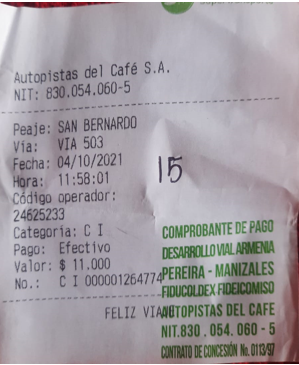 Autopistas del Café S.A.
NIT: 830.054.060-5
Peaje: SAN BERNARDO
Vía: VIA 503
Fecha: 04/10/2021
Hora: 11:58:01
Código operador:
24625233
Categoria: C I
Pago: Efectivo
Valor: $ 11.000
No.: C I 000001264774
FELIZ VIAJE
15
COMPROBANTE DE PAGO
DESARROLLO VIAL ARMENIA
PEREIRA - MANIZALES
FIDUCOLDEX FIDEICOMISO
AUTOPISTAS DEL CAFE
NIT.830 . 054. 060 - 5
CONTRATO DE CONCESIÓN No. 0113/97